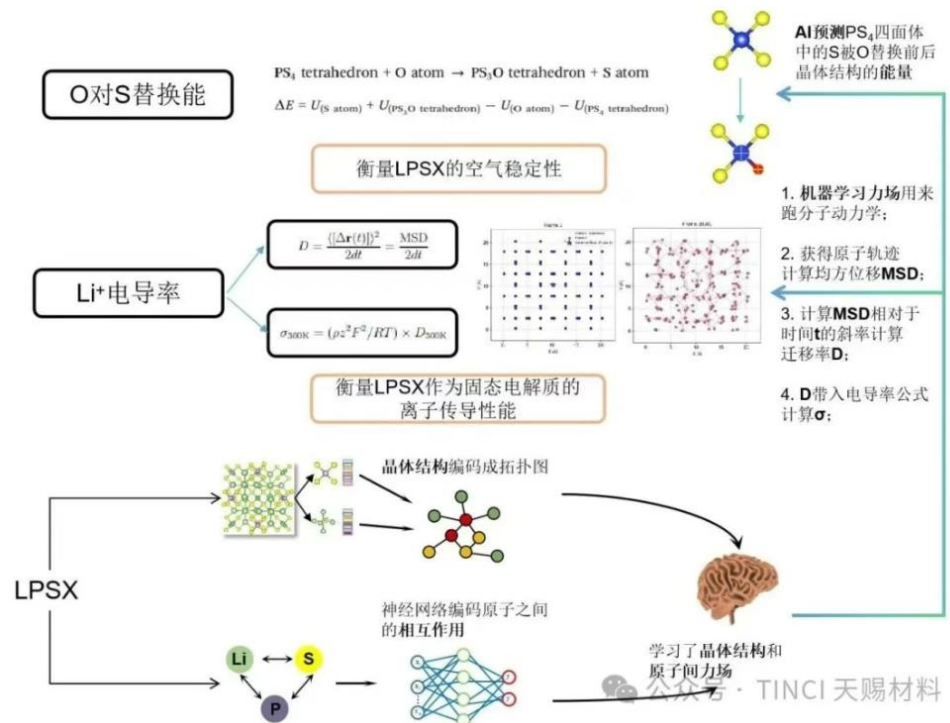 O对S替换能
PS₄ tetrahedron + O atom → PS₃O tetrahedron + S atom
ΔE = U(S atom) + U(PS₃O tetrahedron) − U(O atom) − U(PS₄ tetrahedron)
AI预测PS₄四面体
中的S被O替换前后
晶体结构的能量
衡量LPSX的空气稳定性
Li⁺电导率
D = ⟨[Δr(t)]⟩² / 2dt = MSD / 2dt
σ₃₀₀K = (ρz²F²/RT) × D₃₀₀K
1. 机器学习力场用来
跑分子动力学；
2. 获得原子轨迹
计算均方位移MSD；
3. 计算MSD相对于
时间t的斜率计算
迁移率D；
4. D带入电导率公式
计算σ；
衡量LPSX作为固态电解质的
离子传导性能
晶体结构编码成拓扑图
LPSX
神经网络编码原子之间
的相互作用
Li
S
P
学习了晶体结构和
原子间力场
公众号 · TINCI 天赐材料